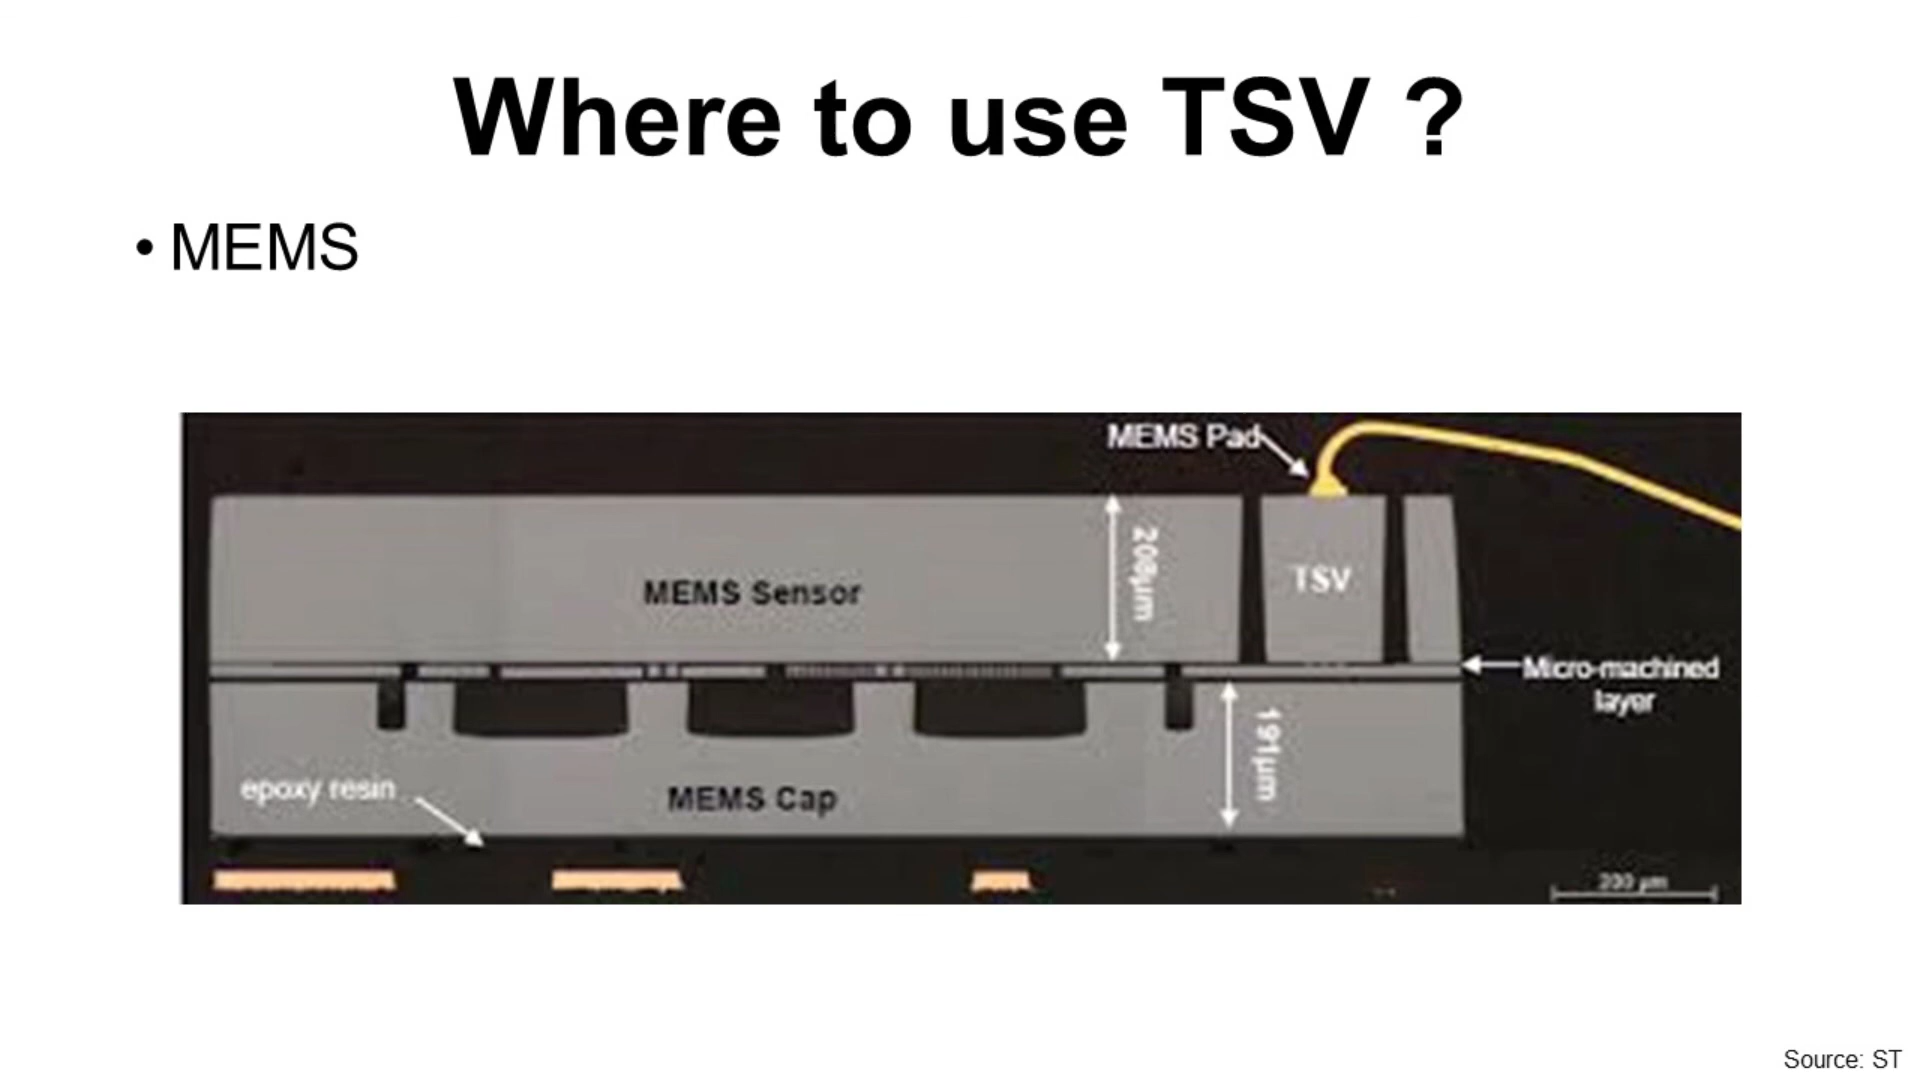 Where to use TSV ?
• MEMS
MEMS Pad
208µm
MEMS Sensor
TSV
Micro-machined
layer
191µm
epoxy resin
MEMS Cap
200 µm
Source: ST